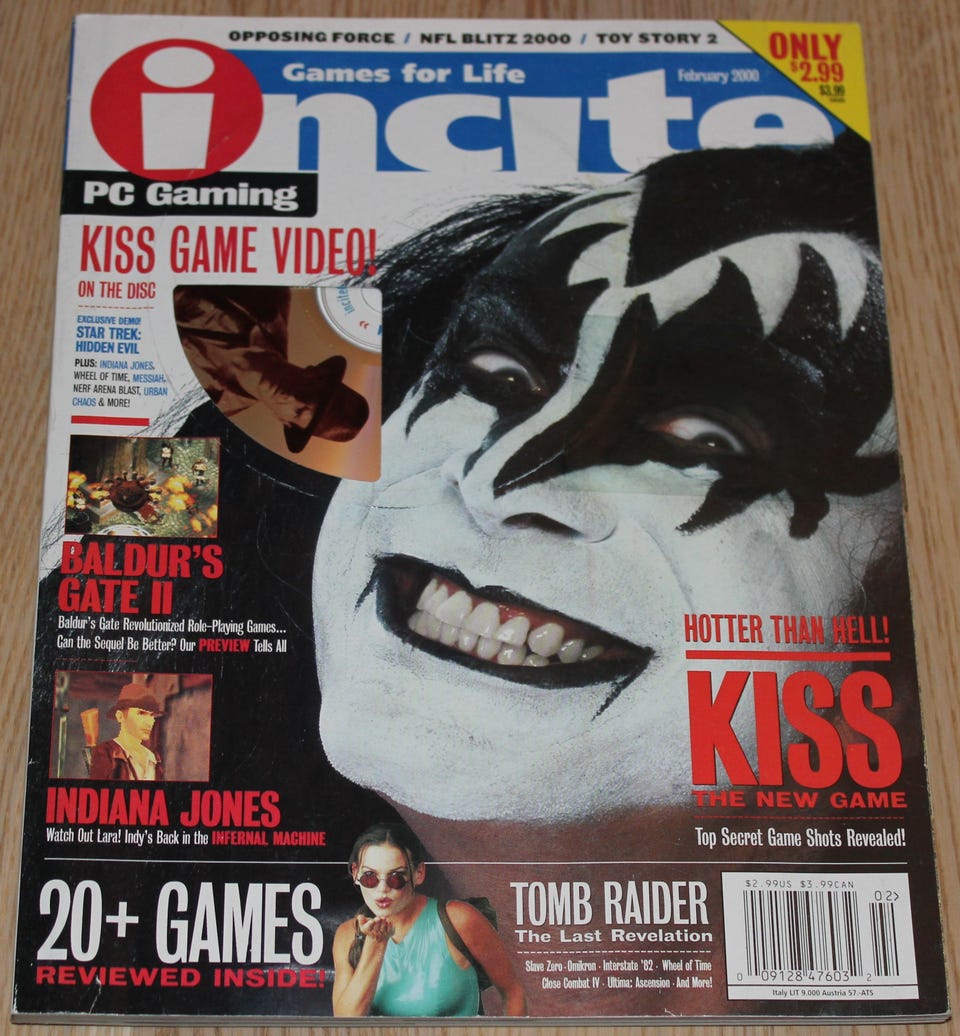 OPPOSING FORCE / NFL BLITZ 2000 / TOY STORY 2
ONLY
$2.99
$3.99
Games for Life
February 2000
incite
PC Gaming
KISS GAME VIDEO!
ON THE DISC
EXCLUSIVE DEMO!
STAR TREK:
HIDDEN EVIL
PLUS: INDIANA JONES,
WHEEL OF TIME, MESSIAH,
NERF ARENA BLAST, URBAN
CHAOS & MORE!
incite
BALDUR'S
GATE II
Baldur's Gate Revolutionized Role-Playing Games...
Can the Sequel Be Better? Our PREVIEW Tells All
INDIANA JONES
Watch Out Lara! Indy's Back in the INFERNAL MACHINE
HOTTER THAN HELL!
KISS
THE NEW GAME
Top Secret Game Shots Revealed!
20+ GAMES
REVIEWED INSIDE!
TOMB RAIDER
The Last Revelation
Slave Zero · Omikron · Interstate '82 · Wheel of Time
Close Combat IV · Ultima: Ascension · And More!
$2.99US $3.99CAN
02>
0 09128 47603 2
Italy LIT 9.000 Austria 57.-ATS